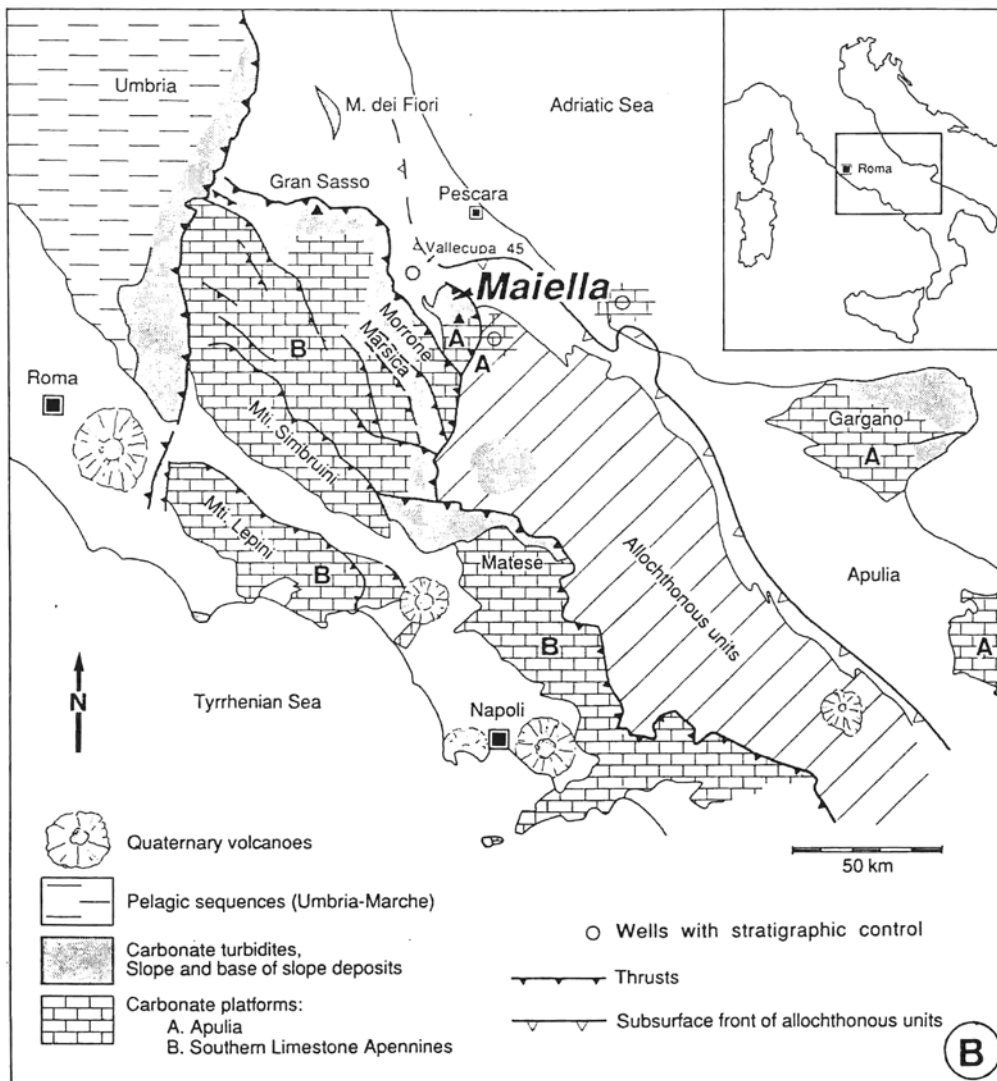 Umbria
M. dei Fiori
Adriatic Sea
Roma
Gran Sasso
Pescara
Vallecupa 45
Maiella
Morrone
Marsica
A
A
B
Roma
Mti. Simbruini
Gargano
A
Mti. Lepini
B
Matese
Allochthonous units
Apulia
A
B
N
Tyrrhenian Sea
Napoli
Quaternary volcanoes
50 km
Pelagic sequences (Umbria-Marche)
Wells with stratigraphic control
Carbonate turbidites,
Slope and base of slope deposits
Thrusts
Carbonate platforms:
A. Apulia
B. Southern Limestone Apennines
Subsurface front of allochthonous units
B